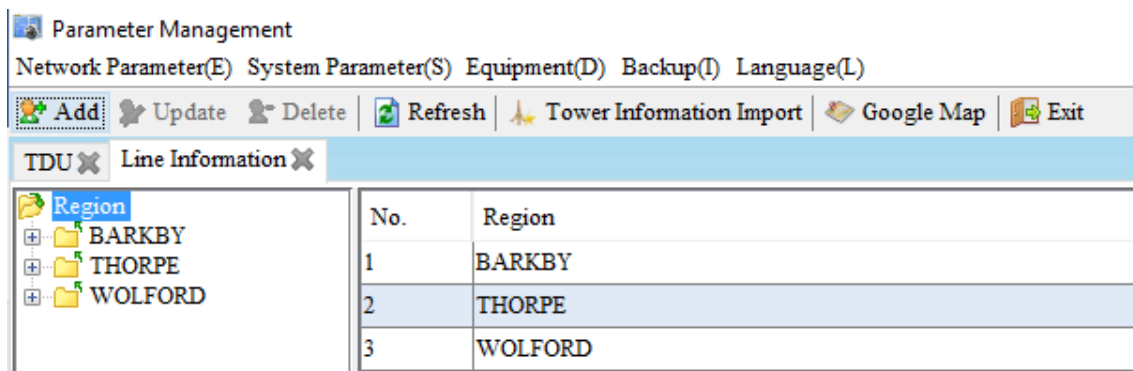 Parameter Management
Network Parameter(E) System Parameter(S) Equipment(D) Backup(I) Language(L)
Add Update Delete Refresh Tower Information Import Google Map Exit
TDU Line Information
Region
BARKBY
THORPE
WOLFORD
No. Region
1 BARKBY
2 THORPE
3 WOLFORD